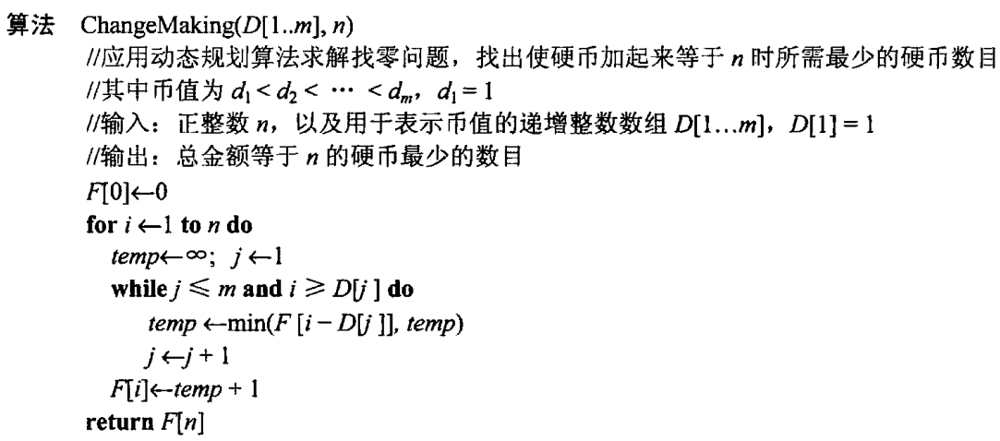 算法 ChangeMaking(D[1..m], n)
//应用动态规划算法求解找零问题，找出使硬币加起来等于 n 时所需最少的硬币数目
//其中币值为 d₁ < d₂ < ⋯ < dₘ，d₁ = 1
//输入：正整数 n，以及用于表示币值的递增整数数组 D[1…m]，D[1] = 1
//输出：总金额等于 n 的硬币最少的数目
F[0]←0
for i ←1 to n do
temp←∞; j ←1
while j ⩽ m and i ⩾ D[j ] do
temp ←min(F [i − D[j ]], temp)
j ←j + 1
F[i]←temp + 1
return F[n]